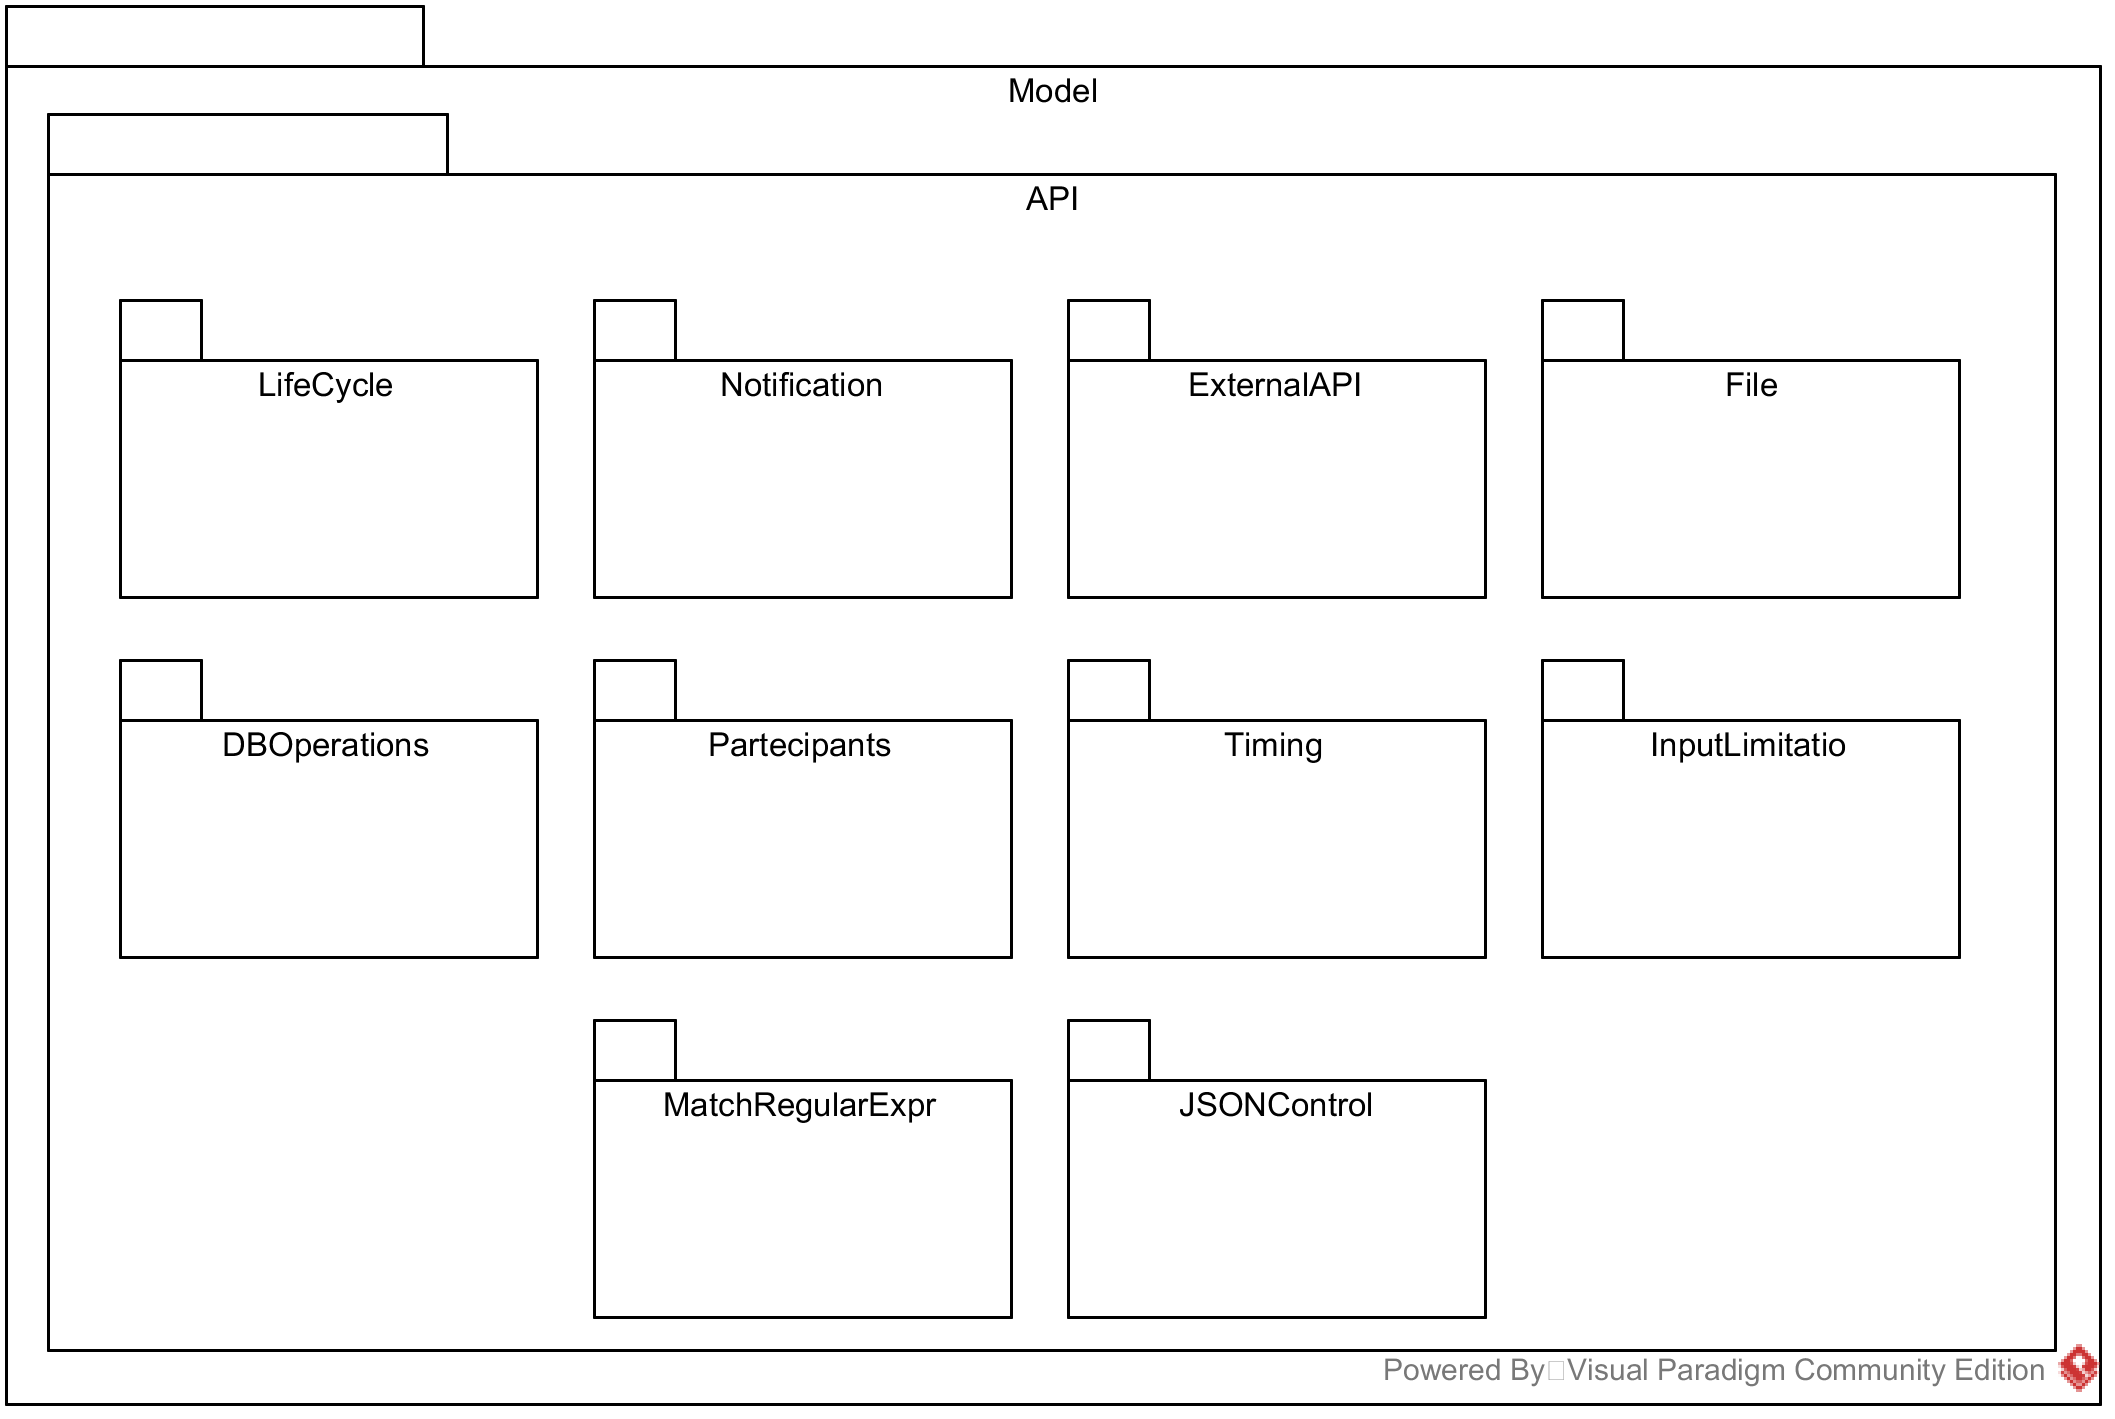 Model
API
LifeCycle
Notification
ExternalAPI
File
DBOperations
Partecipants
Timing
InputLimitatio
MatchRegularExpr
JSONControl
Powered By Visual Paradigm Community Edition